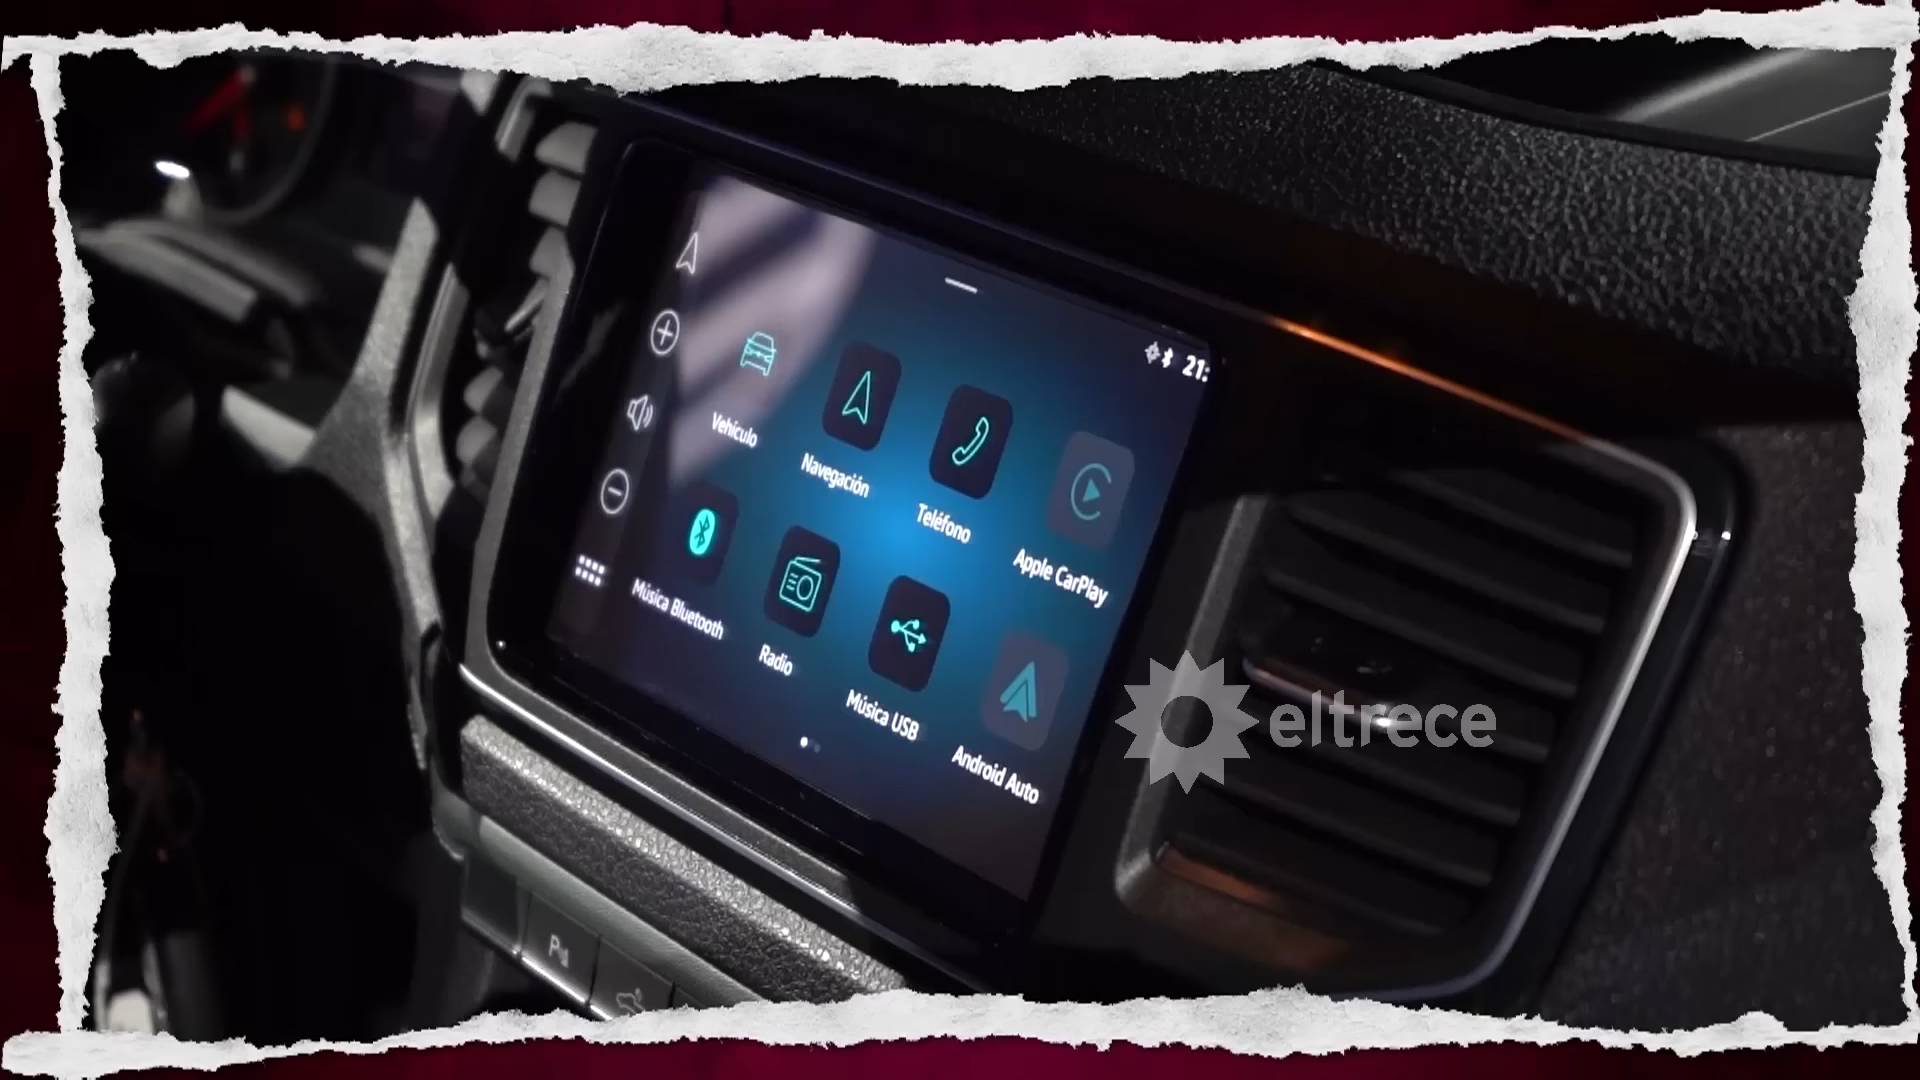 21:
Vehículo
Navegación
Teléfono
Apple CarPlay
Música Bluetooth
Radio
Música USB
Android Auto
eltrece
P